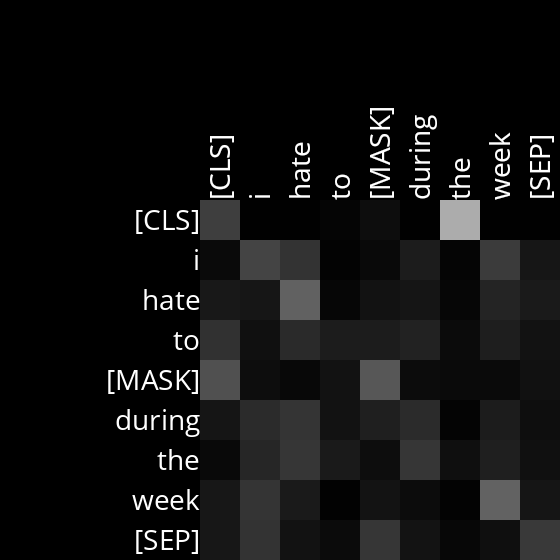 [CLS] i hate to [MASK] during the week [SEP]
[CLS]
i
hate
to
[MASK]
during
the
week
[SEP]